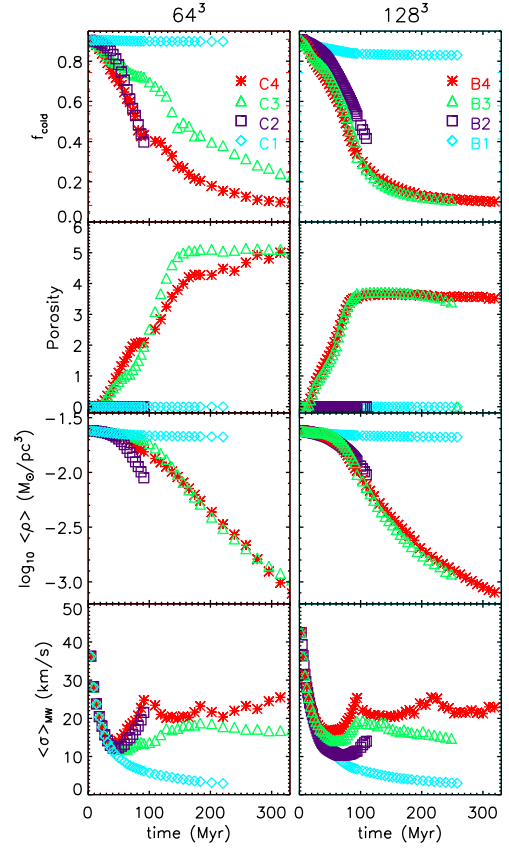 64³ 128³
0.8
0.6
0.4
0.2
0.0
f_cold
C4 B4
C3 B3
C2 B2
C1 B1
6
5
4
3
2
1
0
Porosity
−1.5
−2.0
−2.5
−3.0
log₁₀ <ρ> (M⊙/pc³)
50
40
30
20
10
0
<σ>_MW (km/s)
0 100 200 300 0 100 200 300
time (Myr) time (Myr)